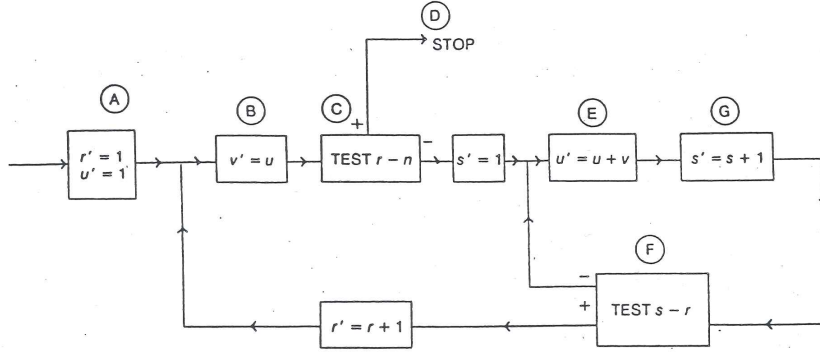 D
STOP
A
B
C
E
G
+
−
r′ = 1
u′ = 1
v′ = u
TEST r − n
s′ = 1
u′ = u + v
s′ = s + 1
F
−
+
TEST s − r
r′ = r + 1